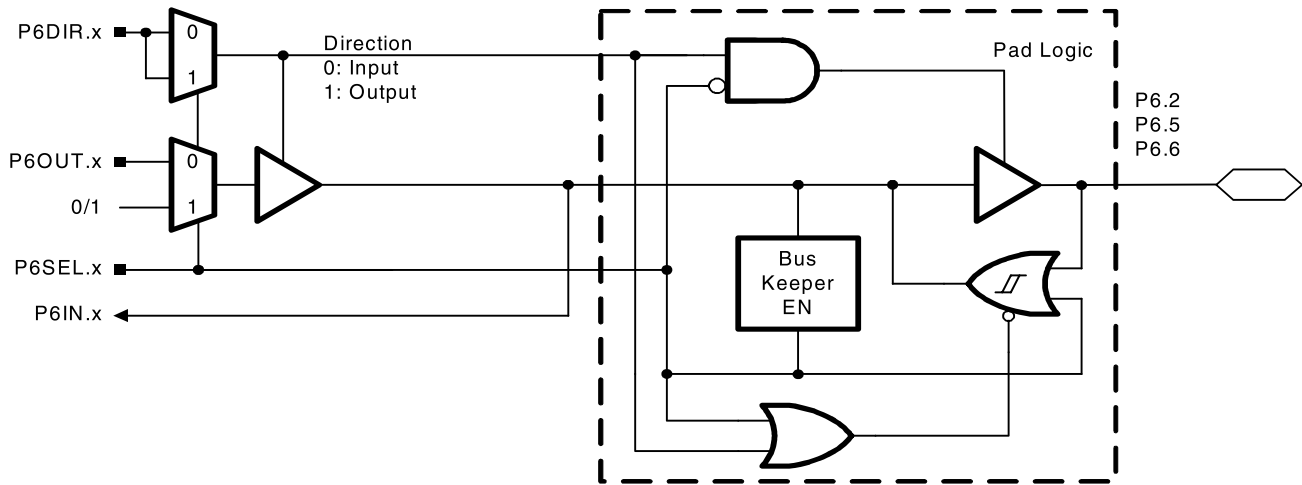 P6DIR.x
0
1
Direction
0: Input
1: Output
Pad Logic
P6.2
P6.5
P6.6
P6OUT.x
0
0/1
1
P6SEL.x
P6IN.x
Bus
Keeper
EN